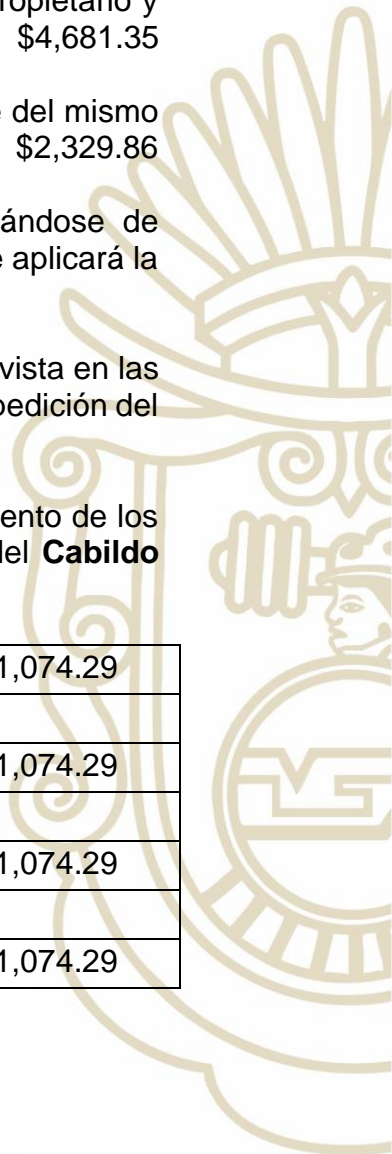 ropietario y
$4,681.35
e del mismo
$2,329.86
ándose de
e aplicará la
vista en las
pedición del
ento de los
del Cabildo
1,074.29
1,074.29
1,074.29
1,074.29